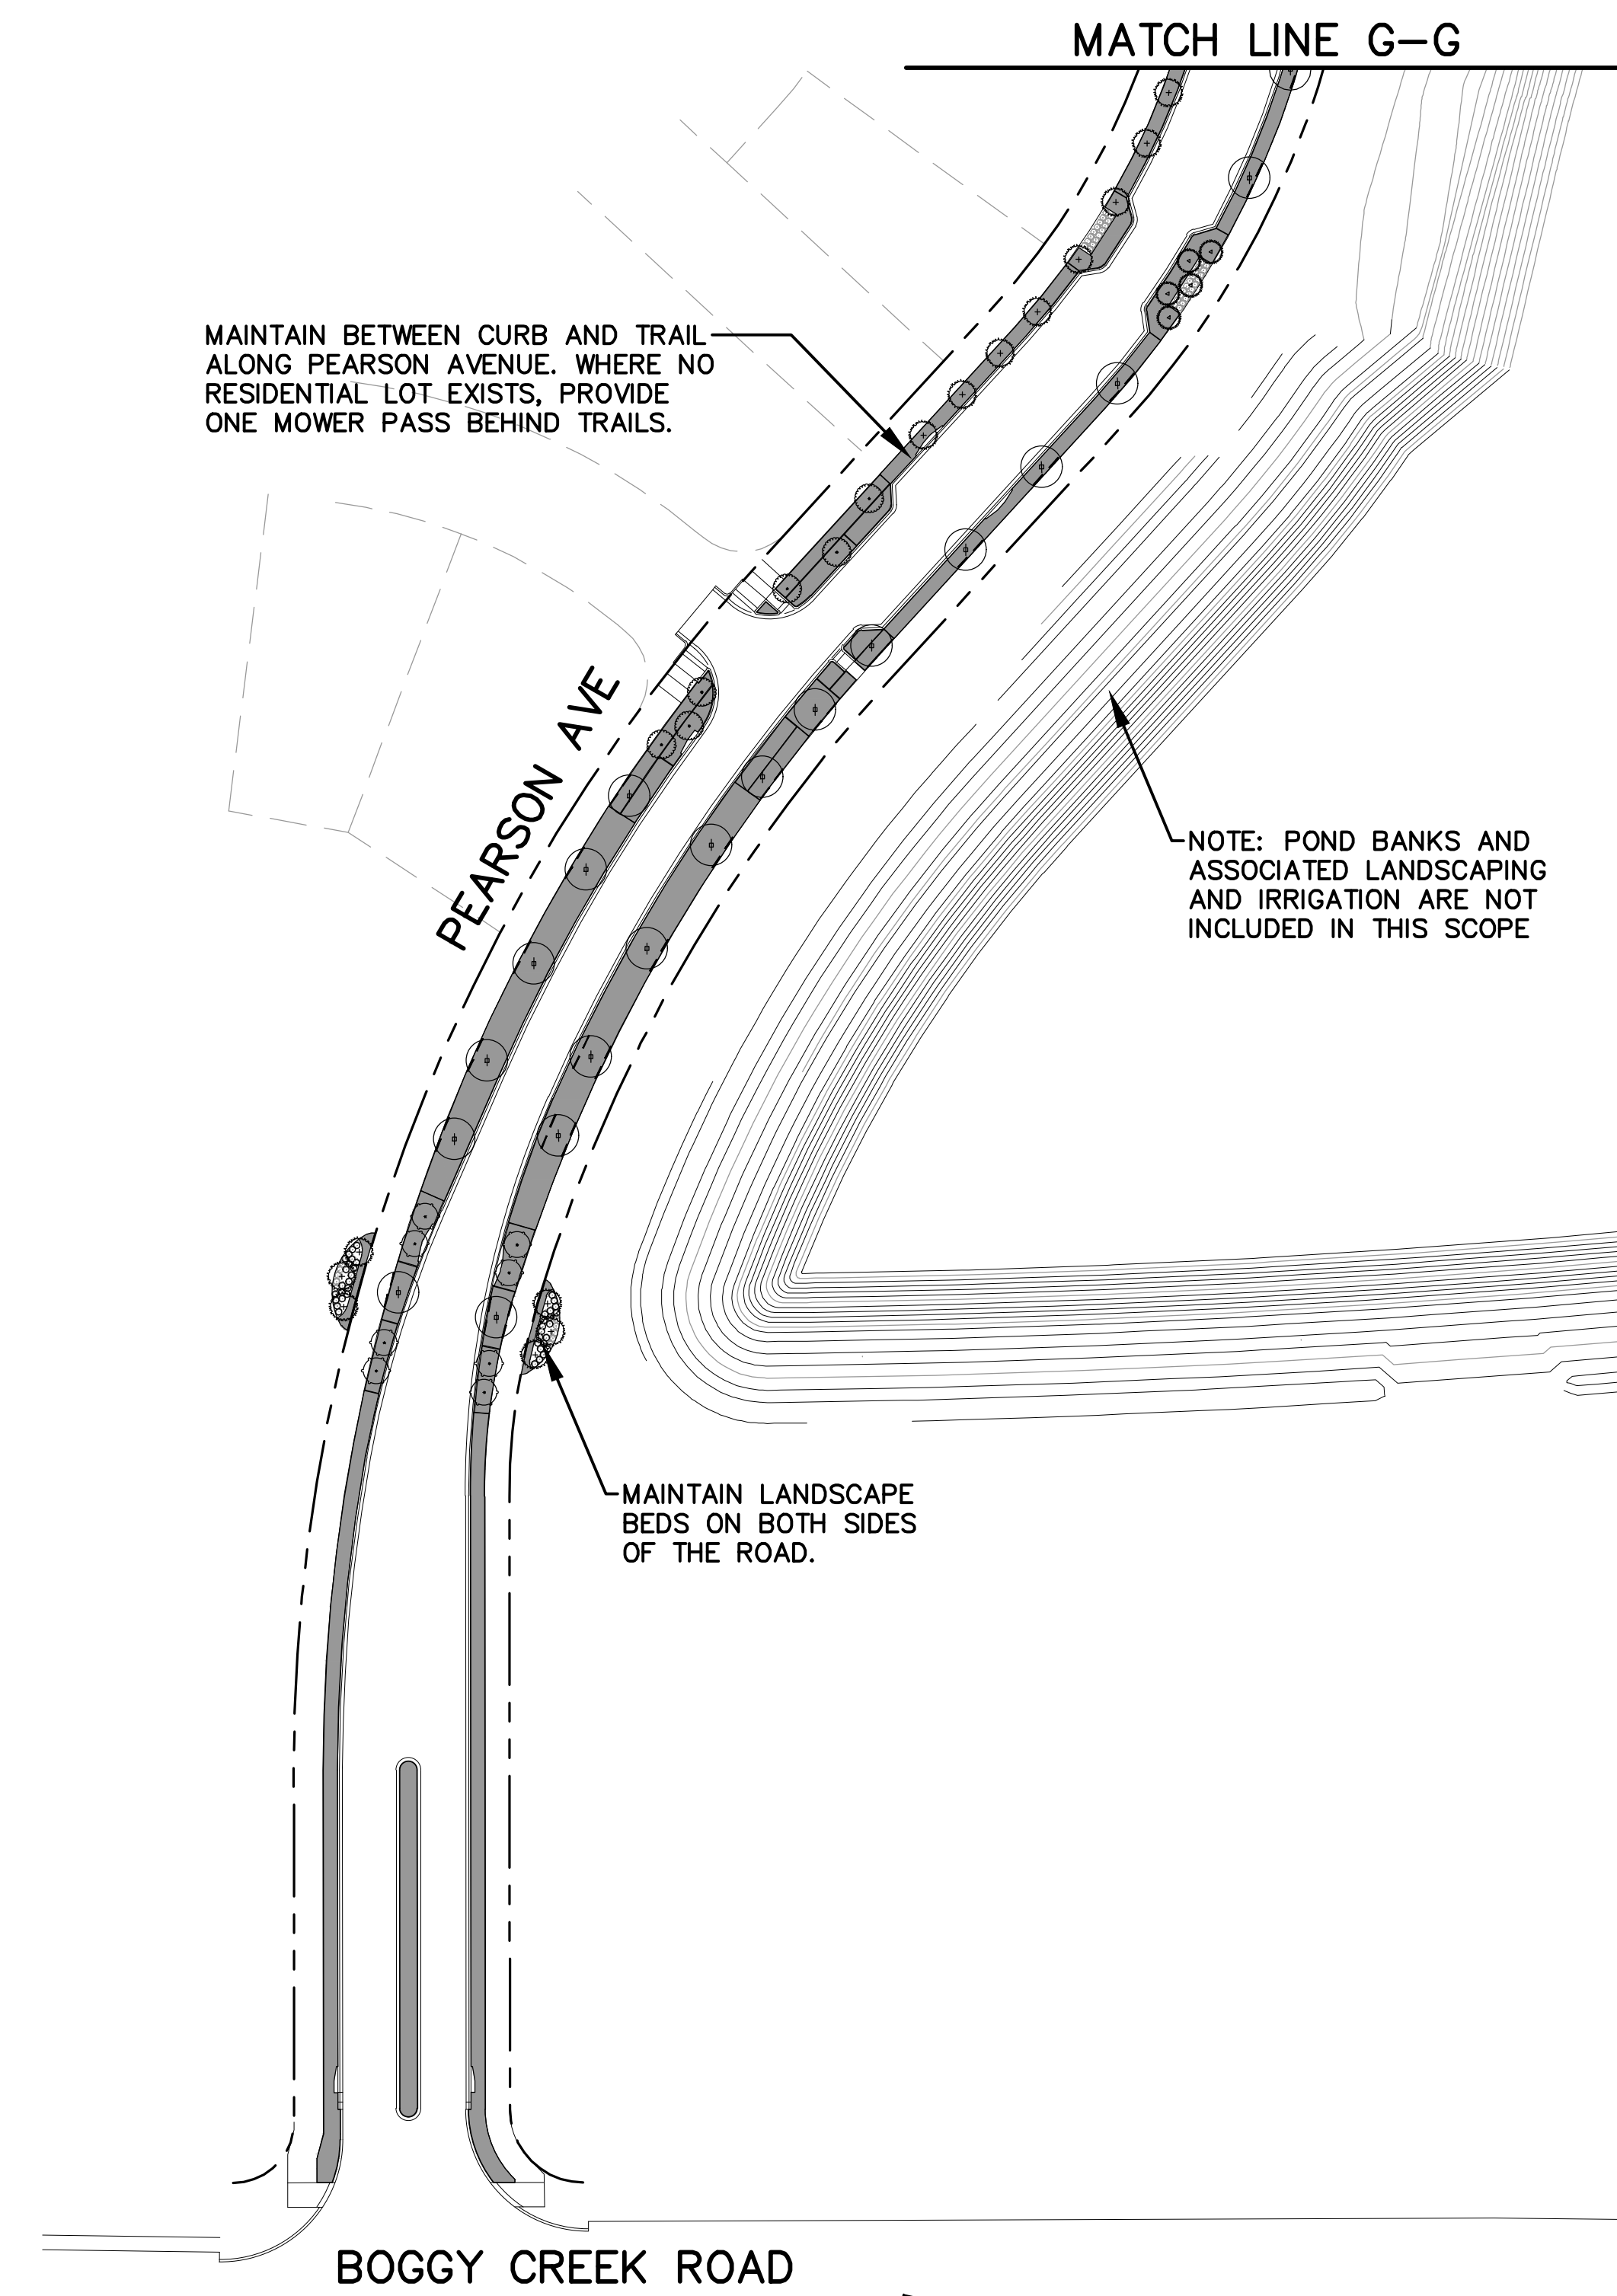 MATCH LINE G-G
MAINTAIN BETWEEN CURB AND TRAIL
ALONG PEARSON AVENUE. WHERE NO
RESIDENTIAL LOT EXISTS, PROVIDE
ONE MOWER PASS BEHIND TRAILS.
PEARSON AVE
NOTE: POND BANKS AND
ASSOCIATED LANDSCAPING
AND IRRIGATION ARE NOT
INCLUDED IN THIS SCOPE
MAINTAIN LANDSCAPE
BEDS ON BOTH SIDES
OF THE ROAD.
BOGGY CREEK ROAD